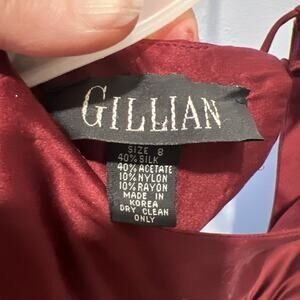 GILLIAN
SIZE 8
40% SILK
40% ACETATE
10% NYLON
10% RAYON
MADE IN
KOREA
DRY CLEAN
ONLY